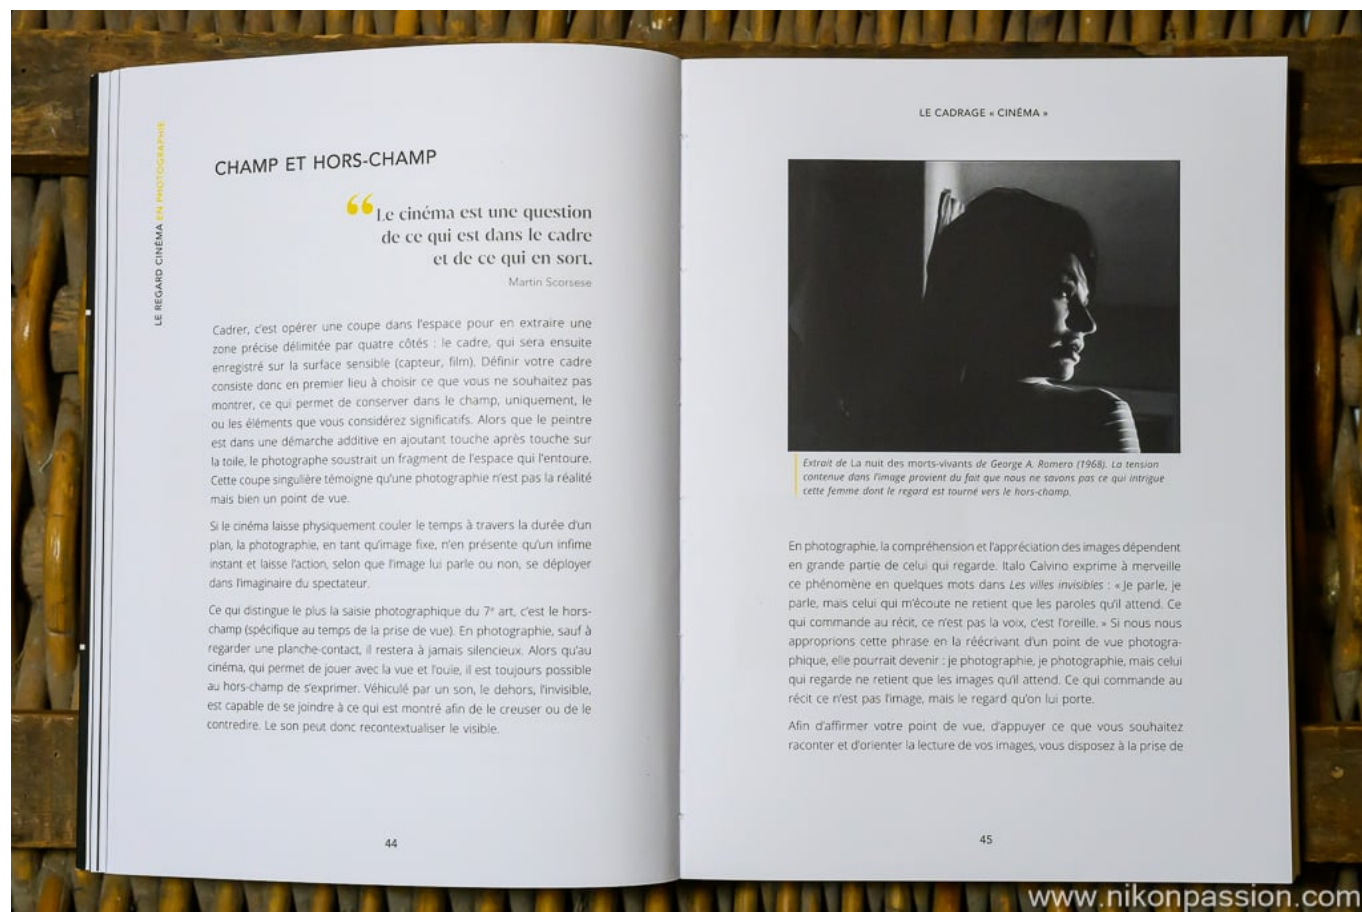 LE REGARD CINÉMA EN PHOTOGRAPHIE
CHAMP ET HORS-CHAMP
“Le cinéma est une question
de ce qui est dans le cadre
et de ce qui en sort.
Martin Scorsese
Cadrer, c'est opérer une coupe dans l'espace pour en extraire une
zone précise délimitée par quatre côtés : le cadre, qui sera ensuite
enregistré sur la surface sensible (capteur, film). Définir votre cadre
consiste donc en premier lieu à choisir ce que vous ne souhaitez pas
montrer, ce qui permet de conserver dans le champ, uniquement, le
ou les éléments que vous considérez significatifs. Alors que le peintre
est dans une démarche additive en ajoutant touche après touche sur
la toile, le photographe soustrait un fragment de l'espace qui l'entoure.
Cette coupe singulière témoigne qu'une photographie n'est pas la réalité
mais bien un point de vue.
Si le cinéma laisse physiquement couler le temps à travers la durée d'un
plan, la photographie, en tant qu'image fixe, n'en présente qu'un infime
instant et laisse l'action, selon que l'image lui parle ou non, se déployer
dans l'imaginaire du spectateur.
Ce qui distingue le plus la saisie photographique du 7e art, c'est le hors-
champ (spécifique au temps de la prise de vue). En photographie, sauf à
regarder une planche-contact, il restera à jamais silencieux. Alors qu'au
cinéma, qui permet de jouer avec la vue et l'ouïe, il est toujours possible
au hors-champ de s'exprimer. Véhiculé par un son, le dehors, l'invisible,
est capable de se joindre à ce qui est montré afin de le creuser ou de le
contredire. Le son peut donc recontextualiser le visible.
44
LE CADRAGE « CINÉMA »
Extrait de La nuit des morts-vivants de George A. Romero (1968). La tension
contenue dans l'image provient du fait que nous ne savons pas ce qui intrigue
cette femme dont le regard est tourné vers le hors-champ.
En photographie, la compréhension et l'appréciation des images dépendent
en grande partie de celui qui regarde. Italo Calvino exprime à merveille
ce phénomène en quelques mots dans Les villes invisibles : « Je parle, je
parle, mais celui qui m'écoute ne retient que les paroles qu'il attend. Ce
qui commande au récit, ce n'est pas la voix, c'est l'oreille. » Si nous nous
approprions cette phrase en la réécrivant d'un point de vue photogra-
phique, elle pourrait devenir : je photographie, je photographie, mais celui
qui regarde ne retient que les images qu'il attend. Ce qui commande au
récit ce n'est pas l'image, mais le regard qu'on lui porte.
Afin d'affirmer votre point de vue, d'appuyer ce que vous souhaitez
raconter et d'orienter la lecture de vos images, vous disposez à la prise de
45
www.nikonpassion.com